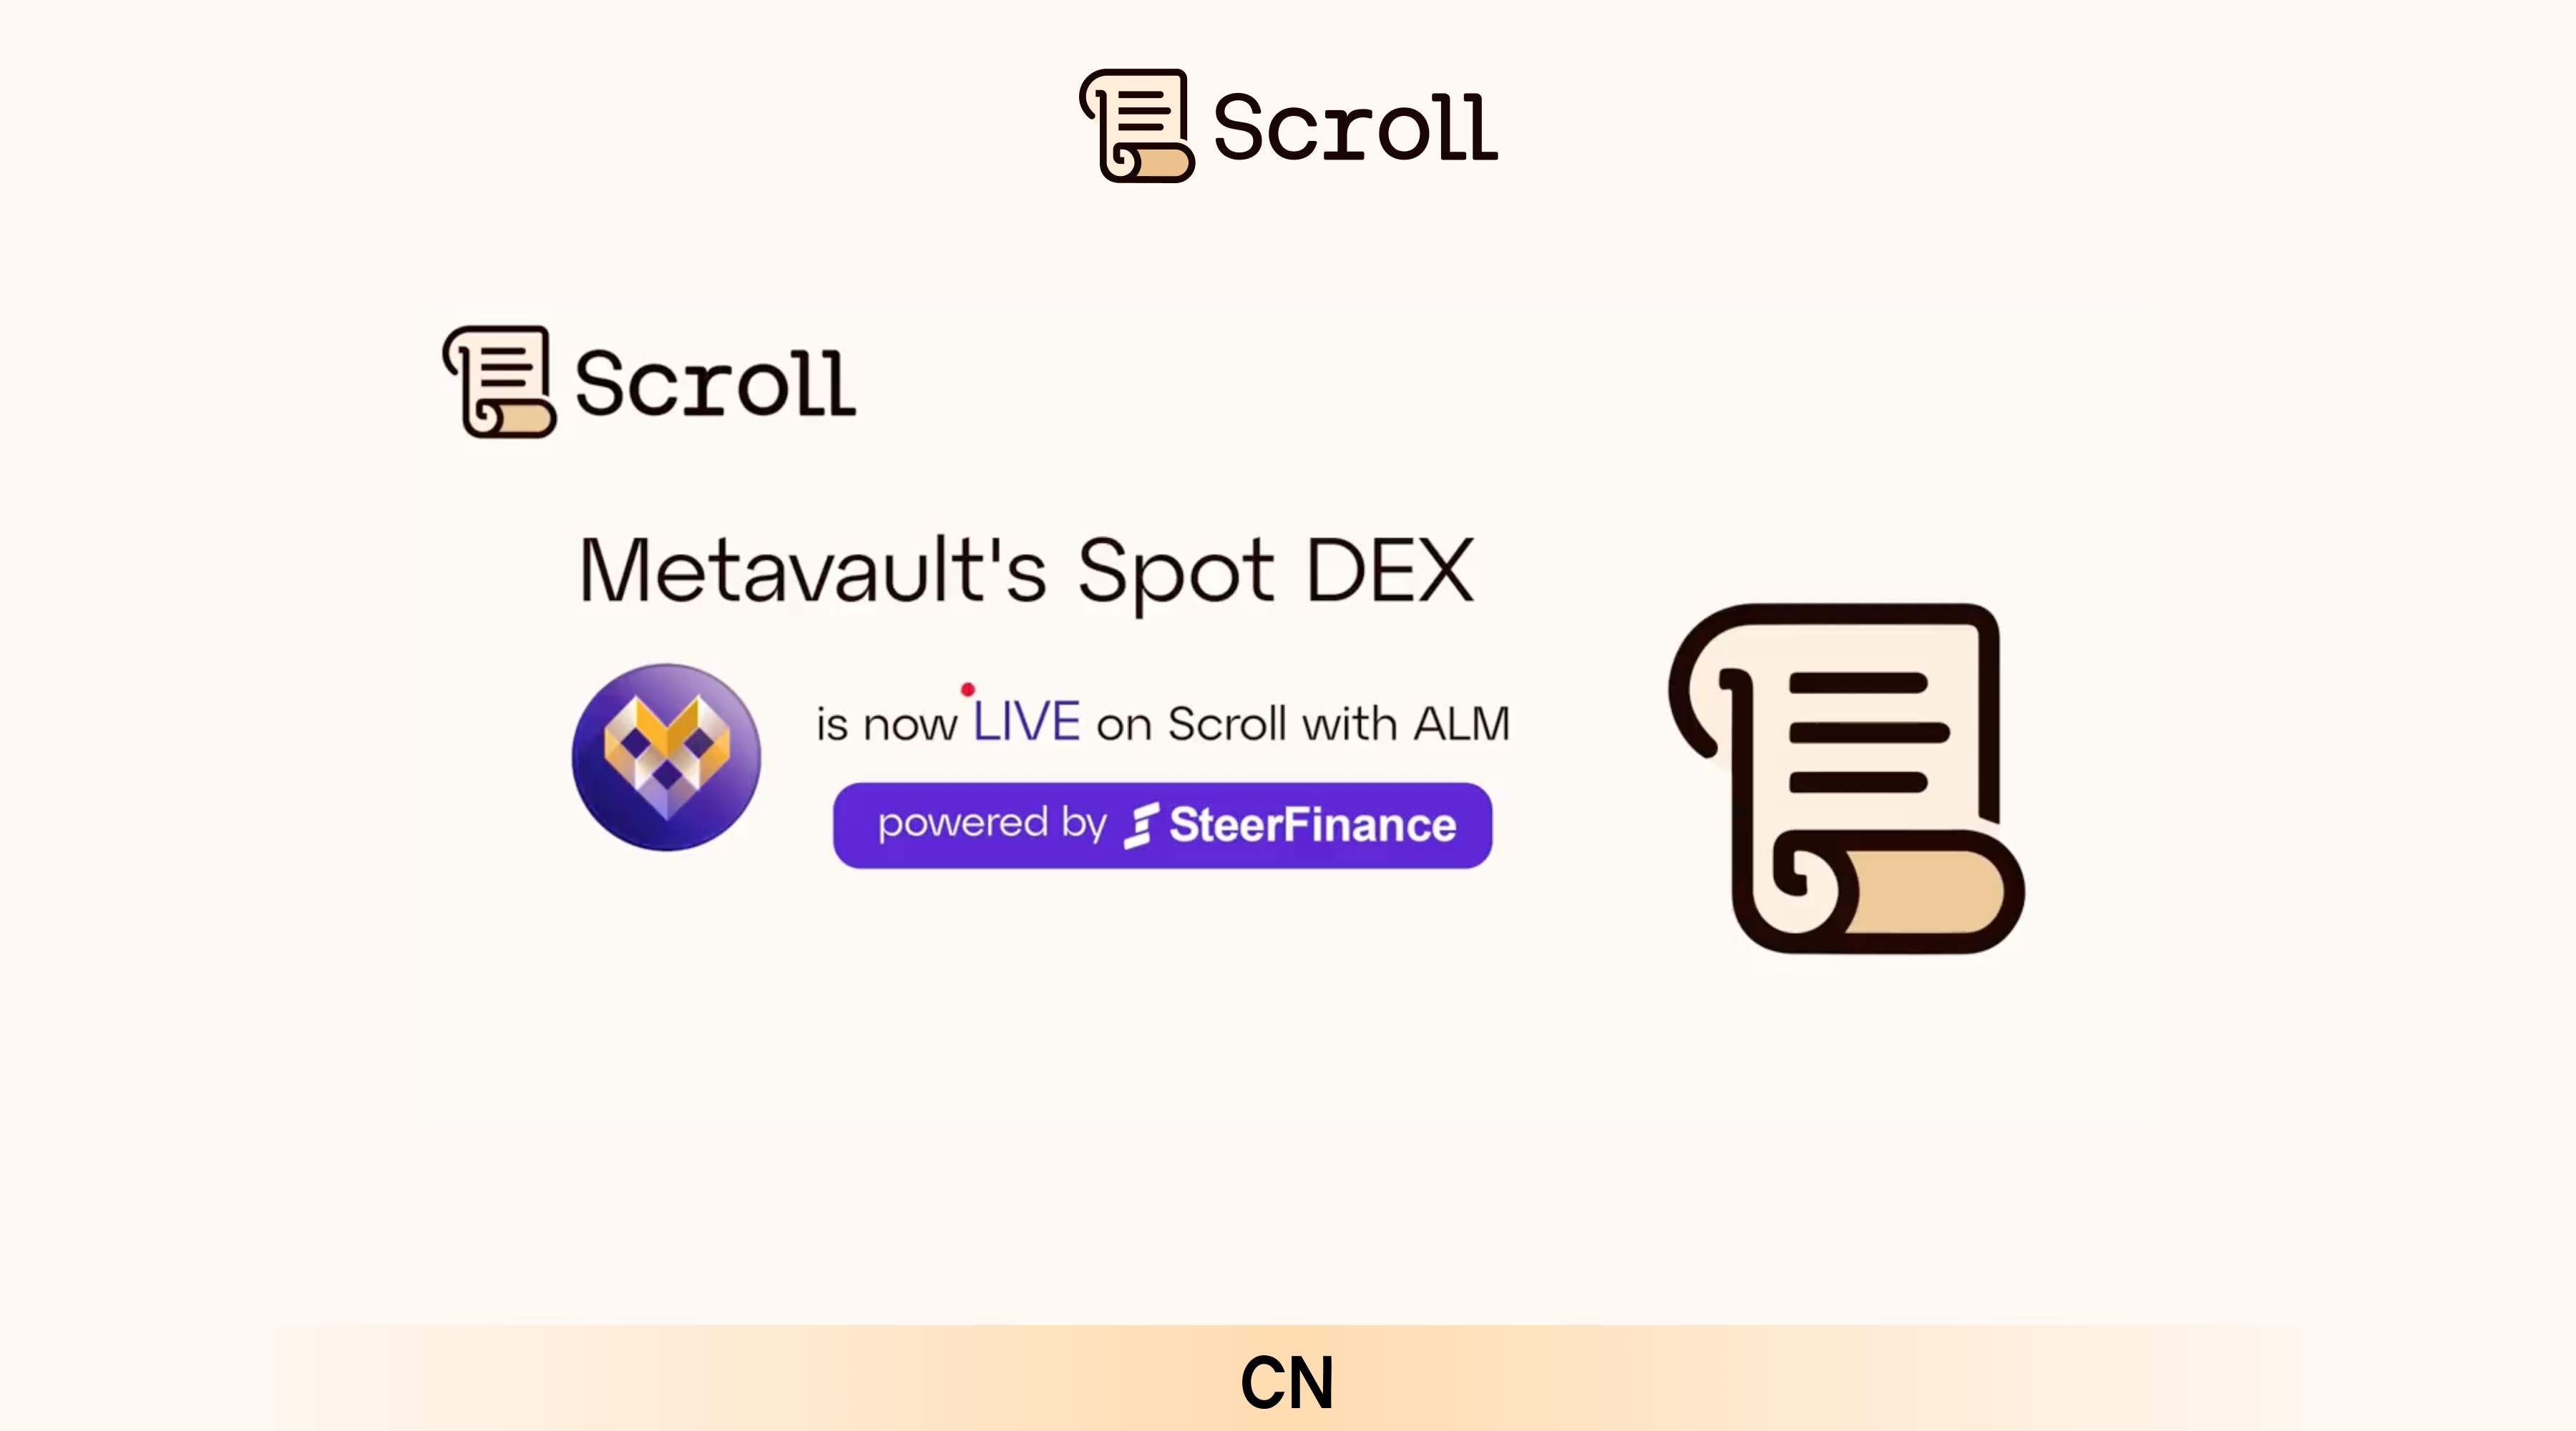 Scroll
Scroll
Metavault's Spot DEX
is now LIVE on Scroll with ALM
powered by SteerFinance
CN